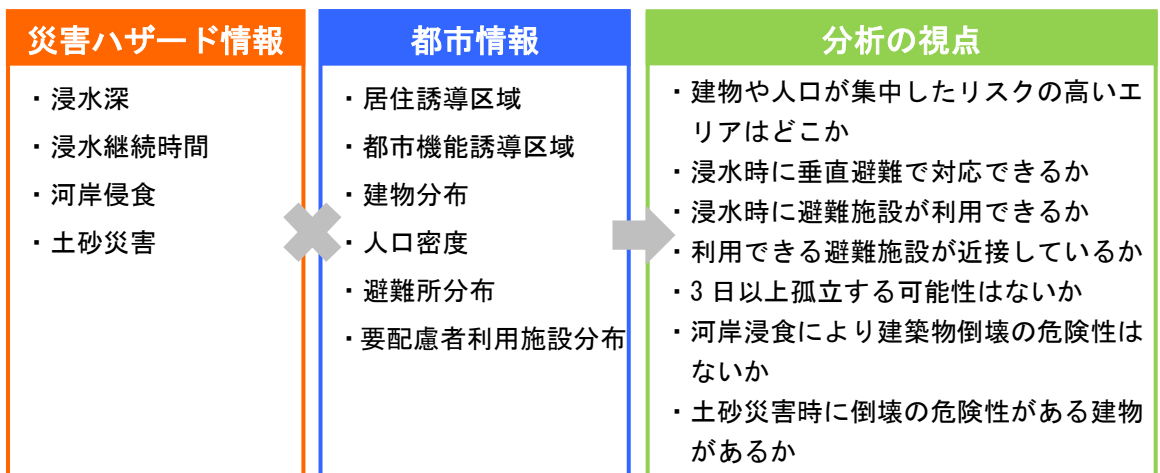 災害ハザード情報
・浸水深
・浸水継続時間
・河岸侵食
・土砂災害
都市情報
・居住誘導区域
・都市機能誘導区域
・建物分布
・人口密度
・避難所分布
・要配慮者利用施設分布
分析の視点
・建物や人口が集中したリスクの高いエ
リアはどこか
・浸水時に垂直避難で対応できるか
・浸水時に避難施設が利用できるか
・利用できる避難施設が近接しているか
・3日以上孤立する可能性はないか
・河岸浸食により建築物倒壊の危険性は
ないか
・土砂災害時に倒壊の危険性がある建物
があるか